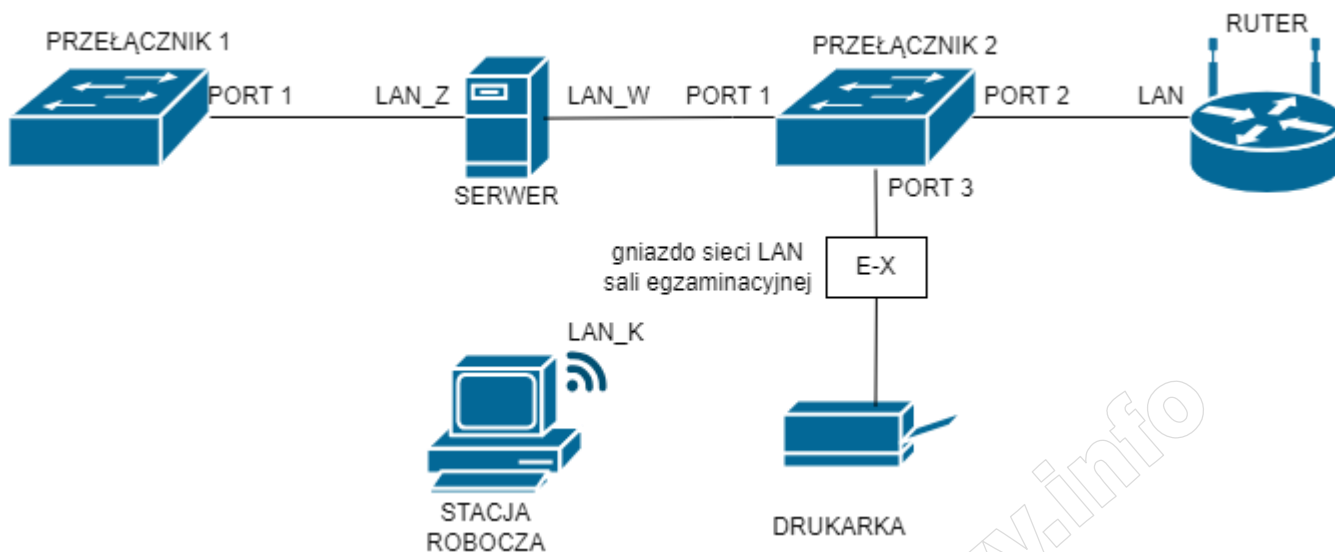 RUTER
PRZEŁĄCZNIK 1
PRZEŁĄCZNIK 2
PORT 1
LAN_Z
LAN_W
PORT 1
PORT 2
LAN
SERWER
PORT 3
gniazdo sieci LAN
sali egzaminacyjnej
E-X
LAN_K
STACJA
ROBOCZA
DRUKARKA